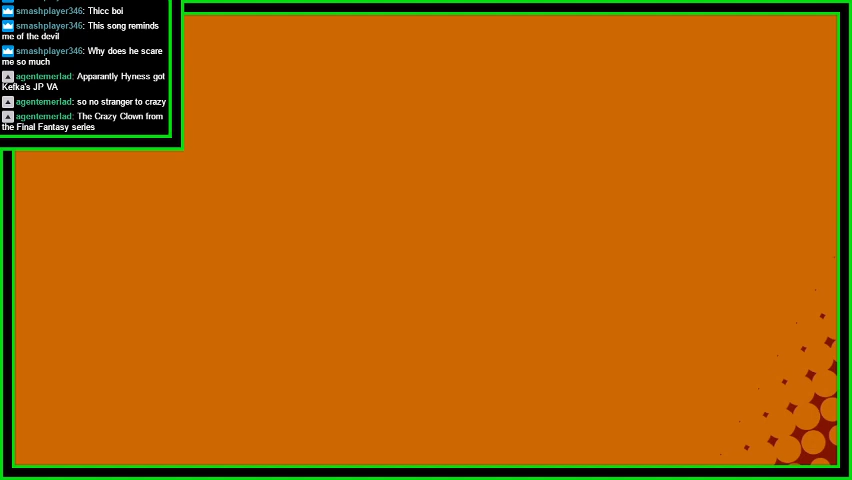 smashplayer346: Thicc boi
smashplayer346: This song reminds
me of the devil
smashplayer346: Why does he scare
me so much
agentemerlad: Apparantly Hyness got
Kefka's JP VA
agentemerlad: so no stranger to crazy
agentemerlad: The Crazy Clown from
the Final Fantasy series